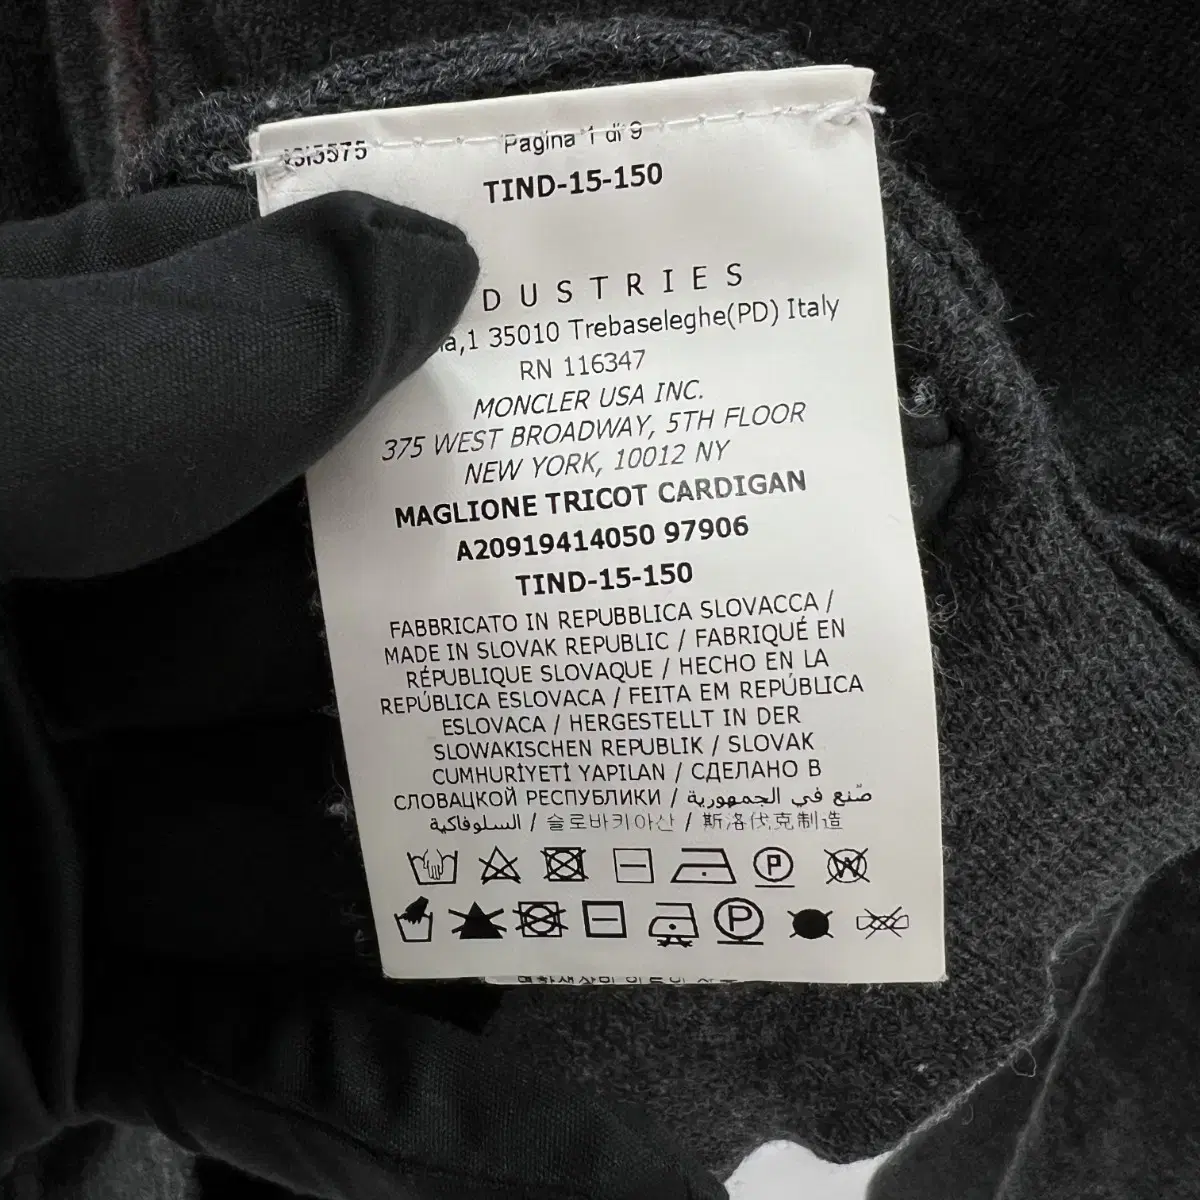 Pagina 1 di 9
TIND-15-150
DUSTRIES
a,1 35010 Trebaseleghe(PD) Italy
RN 116347
MONCLER USA INC.
375 WEST BROADWAY, 5TH FLOOR
NEW YORK, 10012 NY
MAGLIONE TRICOT CARDIGAN
A20919414050 97906
TIND-15-150
FABBRICATO IN REPUBBLICA SLOVACCA /
MADE IN SLOVAK REPUBLIC / FABRIQUÉ EN
RÉPUBLIQUE SLOVAQUE / HECHO EN LA
REPÚBLICA ESLOVACA / FEITA EM REPÚBLICA
ESLOVACA / HERGESTELLT IN DER
SLOWAKISCHEN REPUBLIK / SLOVAK
CUMHURİYETİ YAPILAN / СДЕЛАНО В
СЛОВАЦКОЙ РЕСПУБЛИКИ / صنع في الجمهورية
السلوفاكية / 슬로바키아산 / 斯洛伐克制造
P W
P